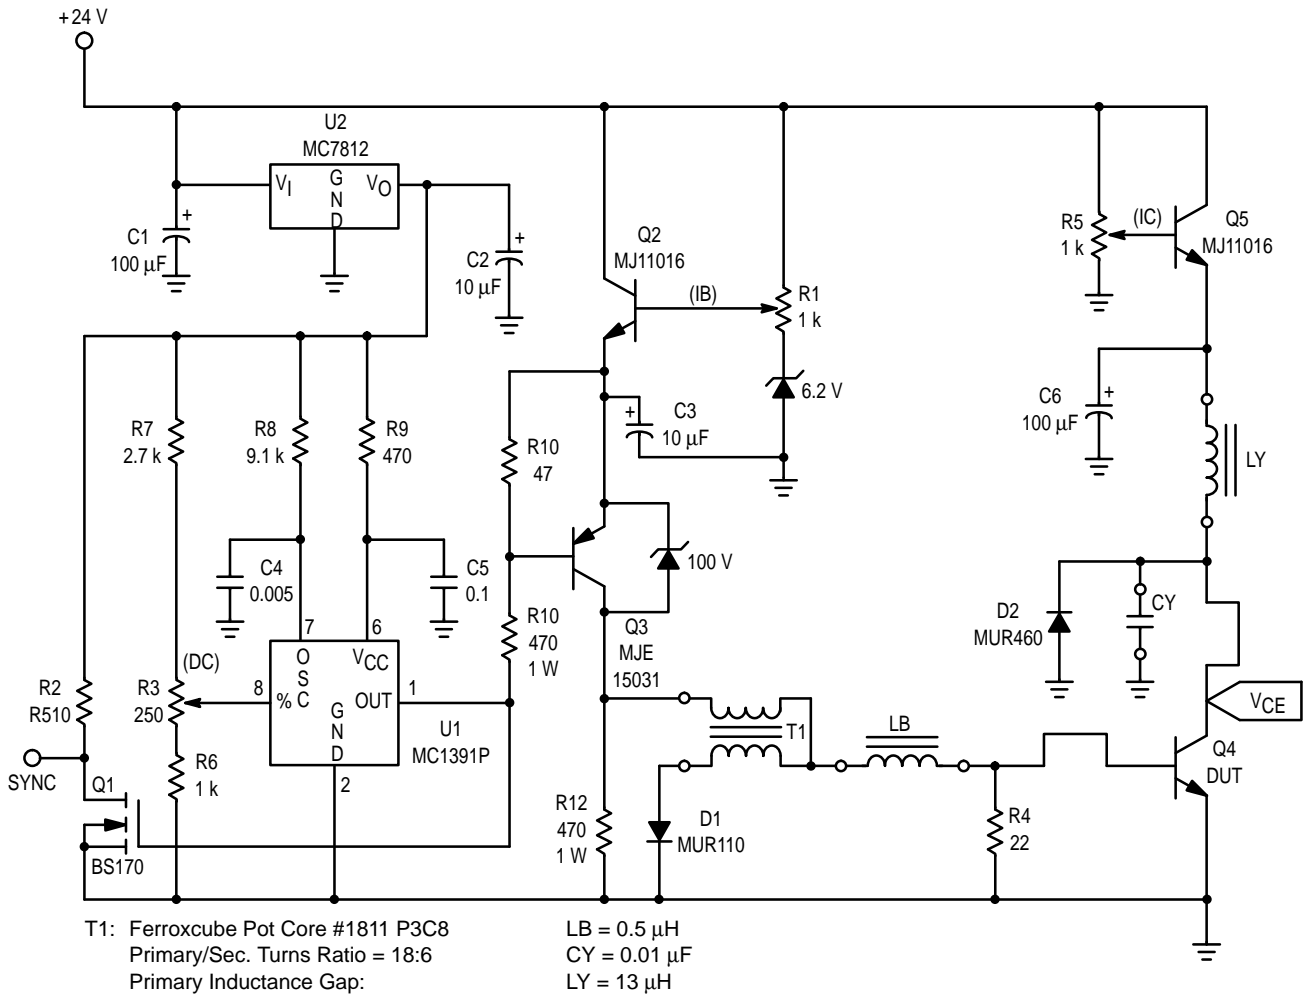 +24 V
U2
MC7812
VI
G
N
D
VO
C1
100 µF
+
C2
10 µF
+
Q2
MJ11016
(IB)
R1
1 k
6.2 V
R5
1 k
(IC)
Q5
MJ11016
C6
100 µF
+
LY
R7
2.7 k
R8
9.1 k
R9
470
R10
47
+
C3
10 µF
C4
0.005
C5
0.1
100 V
R10
470
1 W
Q3
MJE
15031
D2
MUR460
CY
7
6
O
S
C
VCC
(DC)
8
%
G
N
D
OUT
1
2
U1
MC1391P
R2
R510
R3
250
R6
1 k
SYNC
Q1
BS170
T1
LB
VCE
Q4
DUT
R12
470
1 W
D1
MUR110
R4
22
T1: Ferroxcube Pot Core #1811 P3C8
Primary/Sec. Turns Ratio = 18:6
Primary Inductance Gap:
LB = 0.5 µH
CY = 0.01 µF
LY = 13 µH